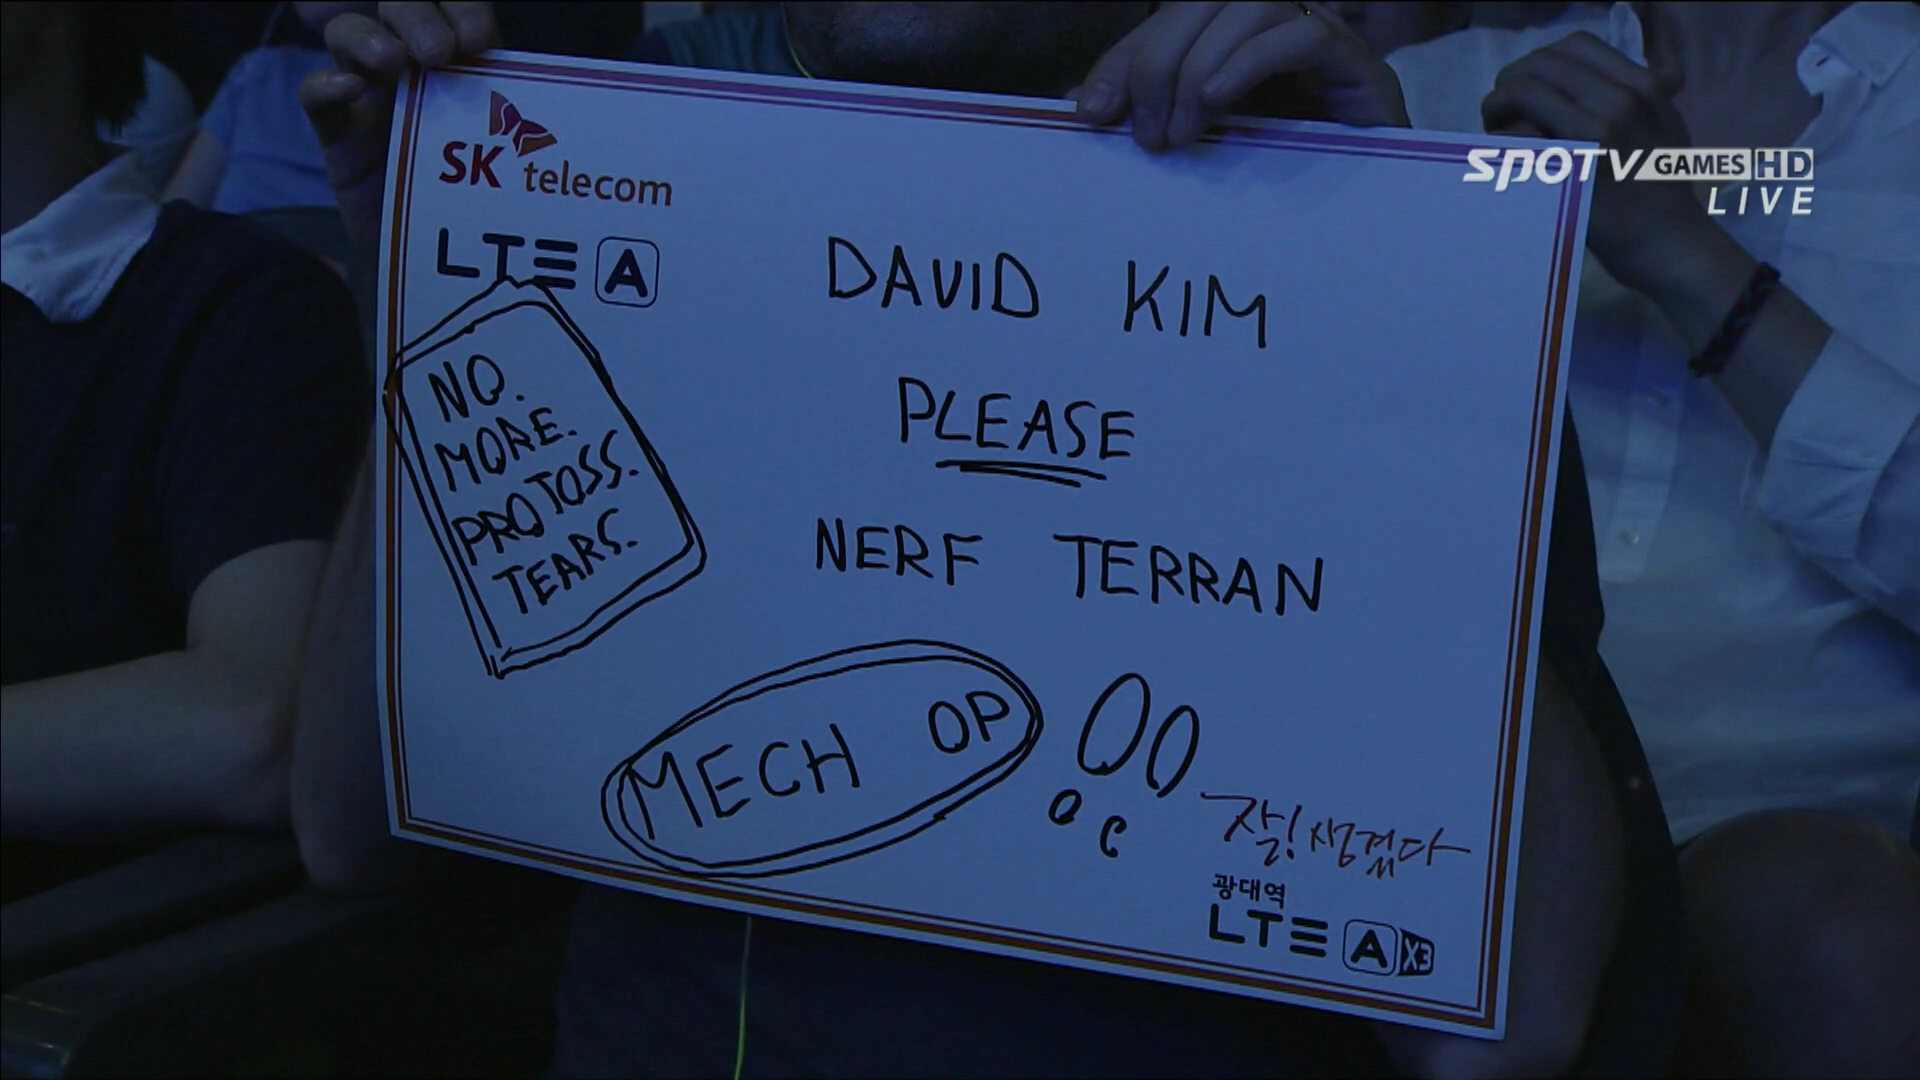 SK telecom
LTE A
SPOTV GAMES HD
LIVE
DAVID KIM
PLEASE
NERF TERRAN
NO.
MORE.
PROTOSS.
TEARS.
MECH OP
잘! 생겼다
광대역
LTE A X3